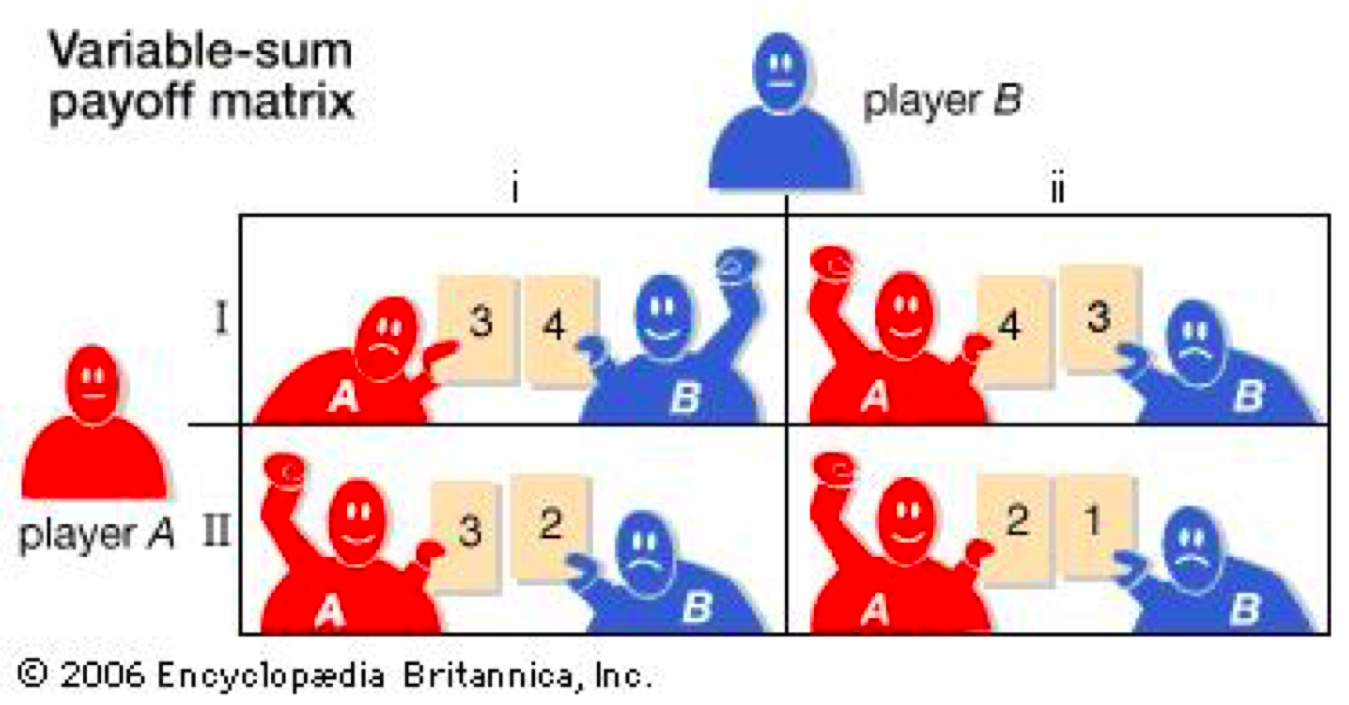 Variable-sum
payoff matrix
player B
i ii
I
3 4
4 3
A B A B
player A
II
3 2
2 1
A B A B
© 2006 Encyclopædia Britannica, Inc.